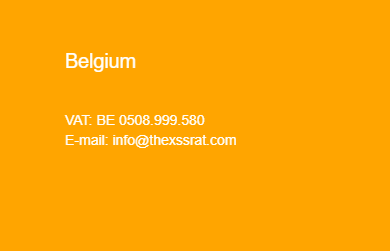 Belgium
VAT: BE 0508.999.580
E-mail: info@thexssrat.com